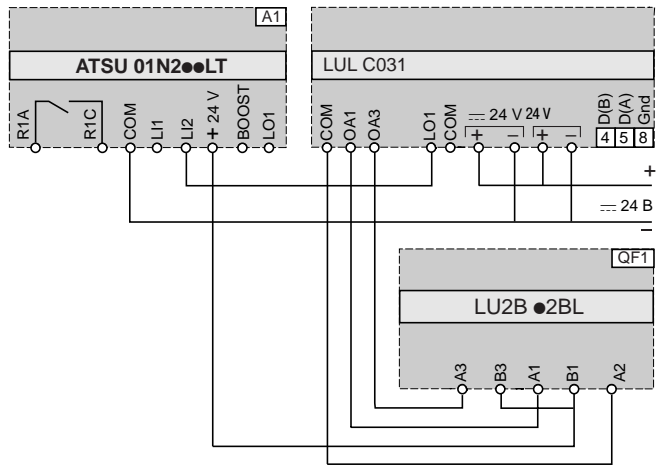 A1
ATSU 01N2●●LT
R1A R1C COM LI1 LI2 + 24 V BOOST LO1
LUL C031
COM OA1 OA3 LO1 COM ⎓ 24 V 24 V D(B) D(A) Gnd
+ – + – 4 5 8
+
⎓ 24 В
–
QF1
LU2B ●2BL
A3 B3 A1 B1 A2